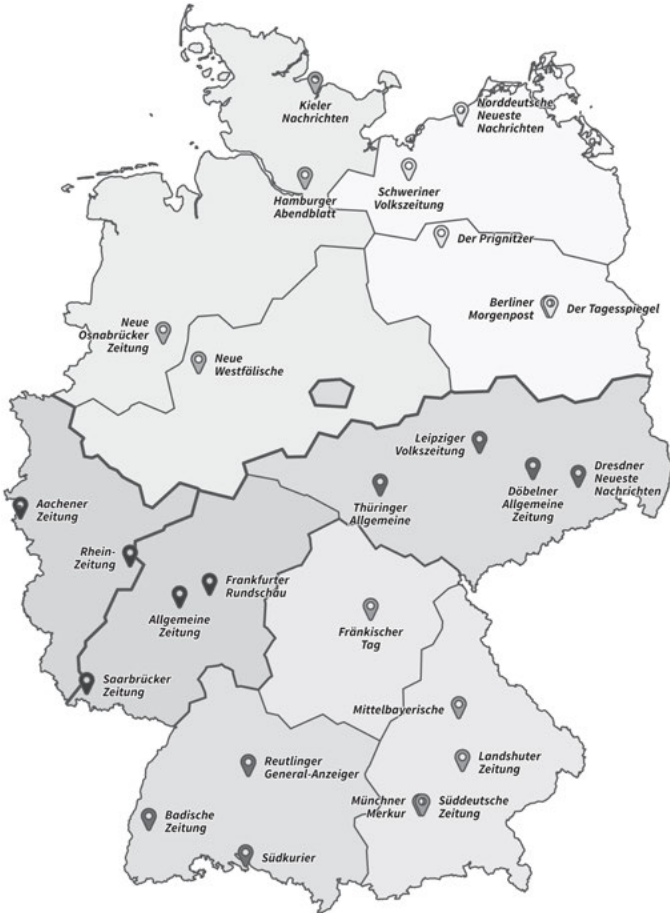 Kieler
Nachrichten
Norddeutsche
Neueste
Nachrichten
Hamburger
Abendblatt
Schweriner
Volkszeitung
Der Prignitzer
Berliner
Morgenpost
Der Tagesspiegel
Neue
Osnabrücker
Zeitung
Neue
Westfälische
Leipziger
Volkszeitung
Thüringer
Allgemeine
Döbelner
Allgemeine
Zeitung
Dresdner
Neueste
Nachrichten
Aachener
Zeitung
Rhein-
Zeitung
Frankfurter
Rundschau
Allgemeine
Zeitung
Fränkischer
Tag
Saarbrücker
Zeitung
Mittelbayerische
Reutlinger
General-Anzeiger
Landshuter
Zeitung
Münchner
Merkur
Süddeutsche
Zeitung
Badische
Zeitung
Südkurier